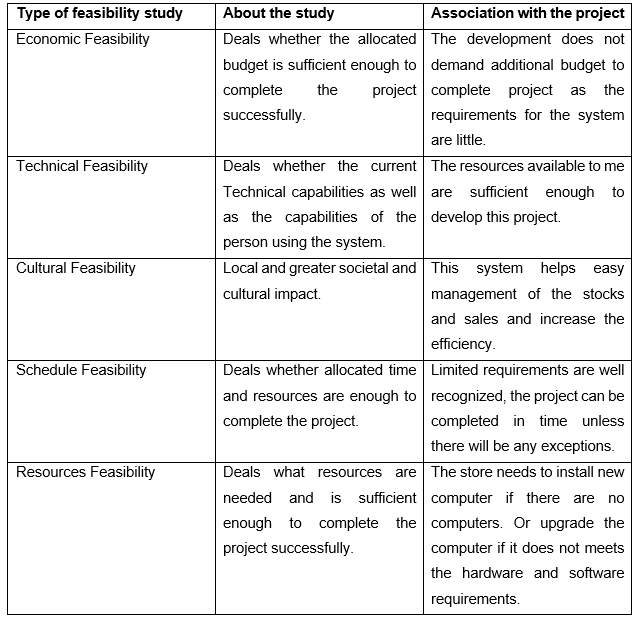 Type of feasibility study About the study Association with the project
Economic Feasibility
Deals whether the allocated
budget is sufficient enough to
complete the project
successfully.
The development does not
demand additional budget to
complete project as the
requirements for the system
are little.
Technical Feasibility
Deals whether the current
Technical capabilities as well
as the capabilities of the
person using the system.
The resources available to me
are sufficient enough to
develop this project.
Cultural Feasibility
Local and greater societal and
cultural impact.
This system helps easy
management of the stocks
and sales and increase the
efficiency.
Schedule Feasibility
Deals whether allocated time
and resources are enough to
complete the project.
Limited requirements are well
recognized, the project can be
completed in time unless
there will be any exceptions.
Resources Feasibility
Deals what resources are
needed and is sufficient
enough to complete the
project successfully.
The store needs to install new
computer if there are no
computers. Or upgrade the
computer if it does not meets
the hardware and software
requirements.